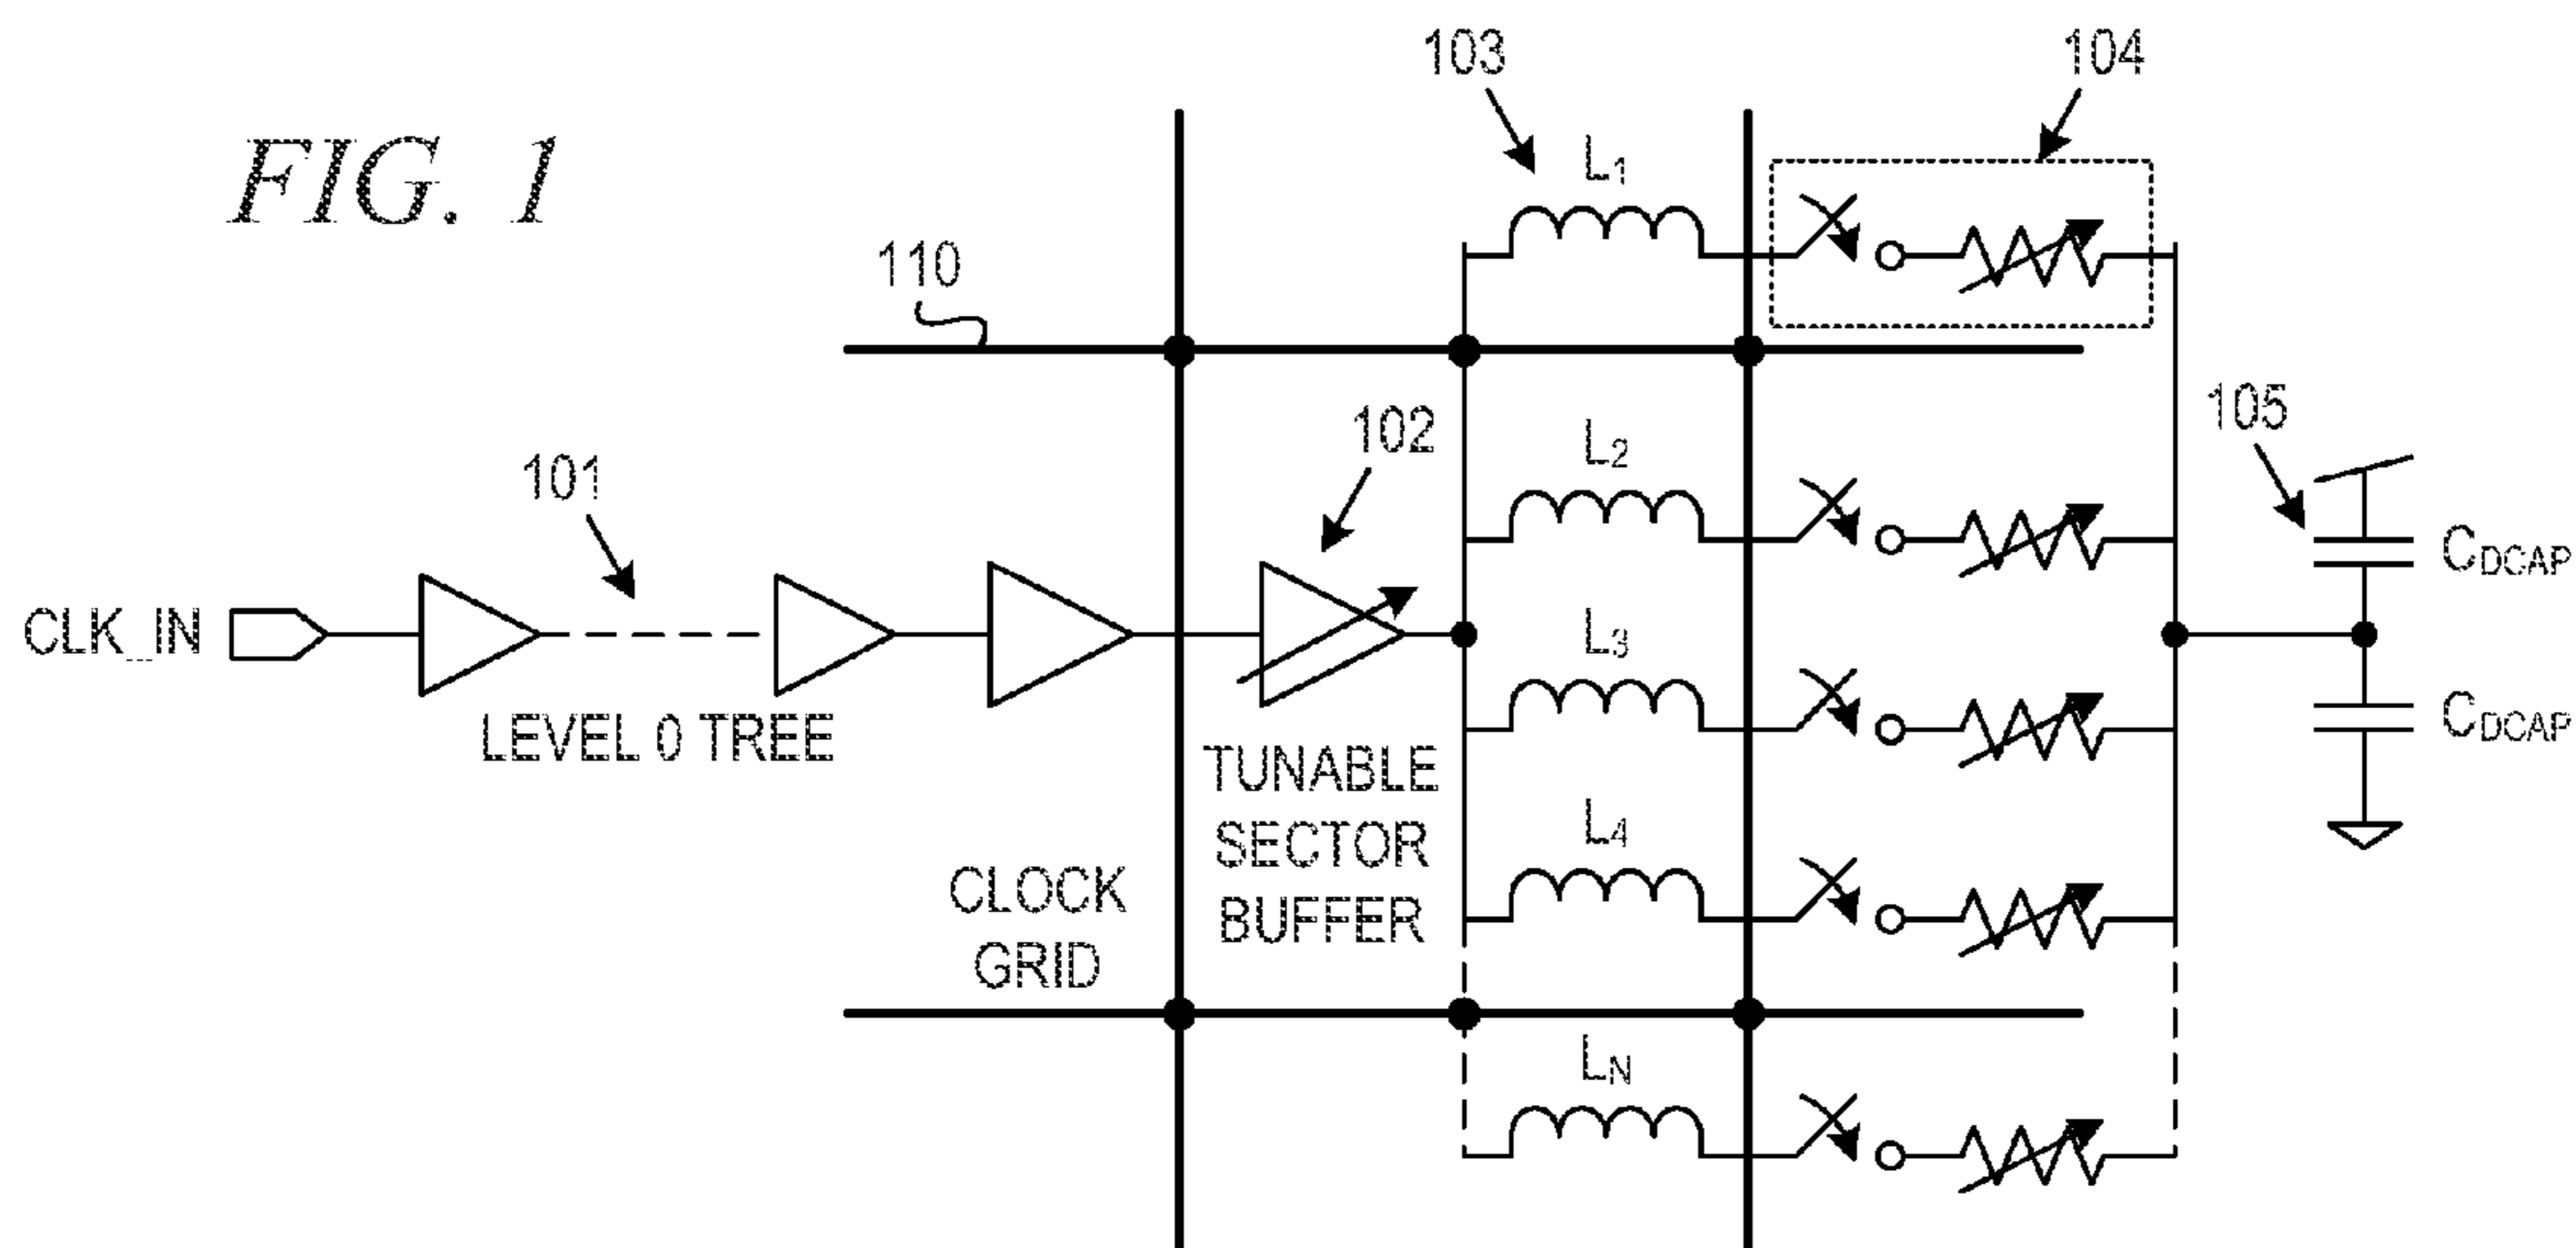 FIG. 1
103
104
L1
110
102
105
L2
101
CDCAP
CLK_IN
L3
CDCAP
LEVEL 0 TREE
TUNABLE
SECTOR
BUFFER
L4
CLOCK
GRID
LN